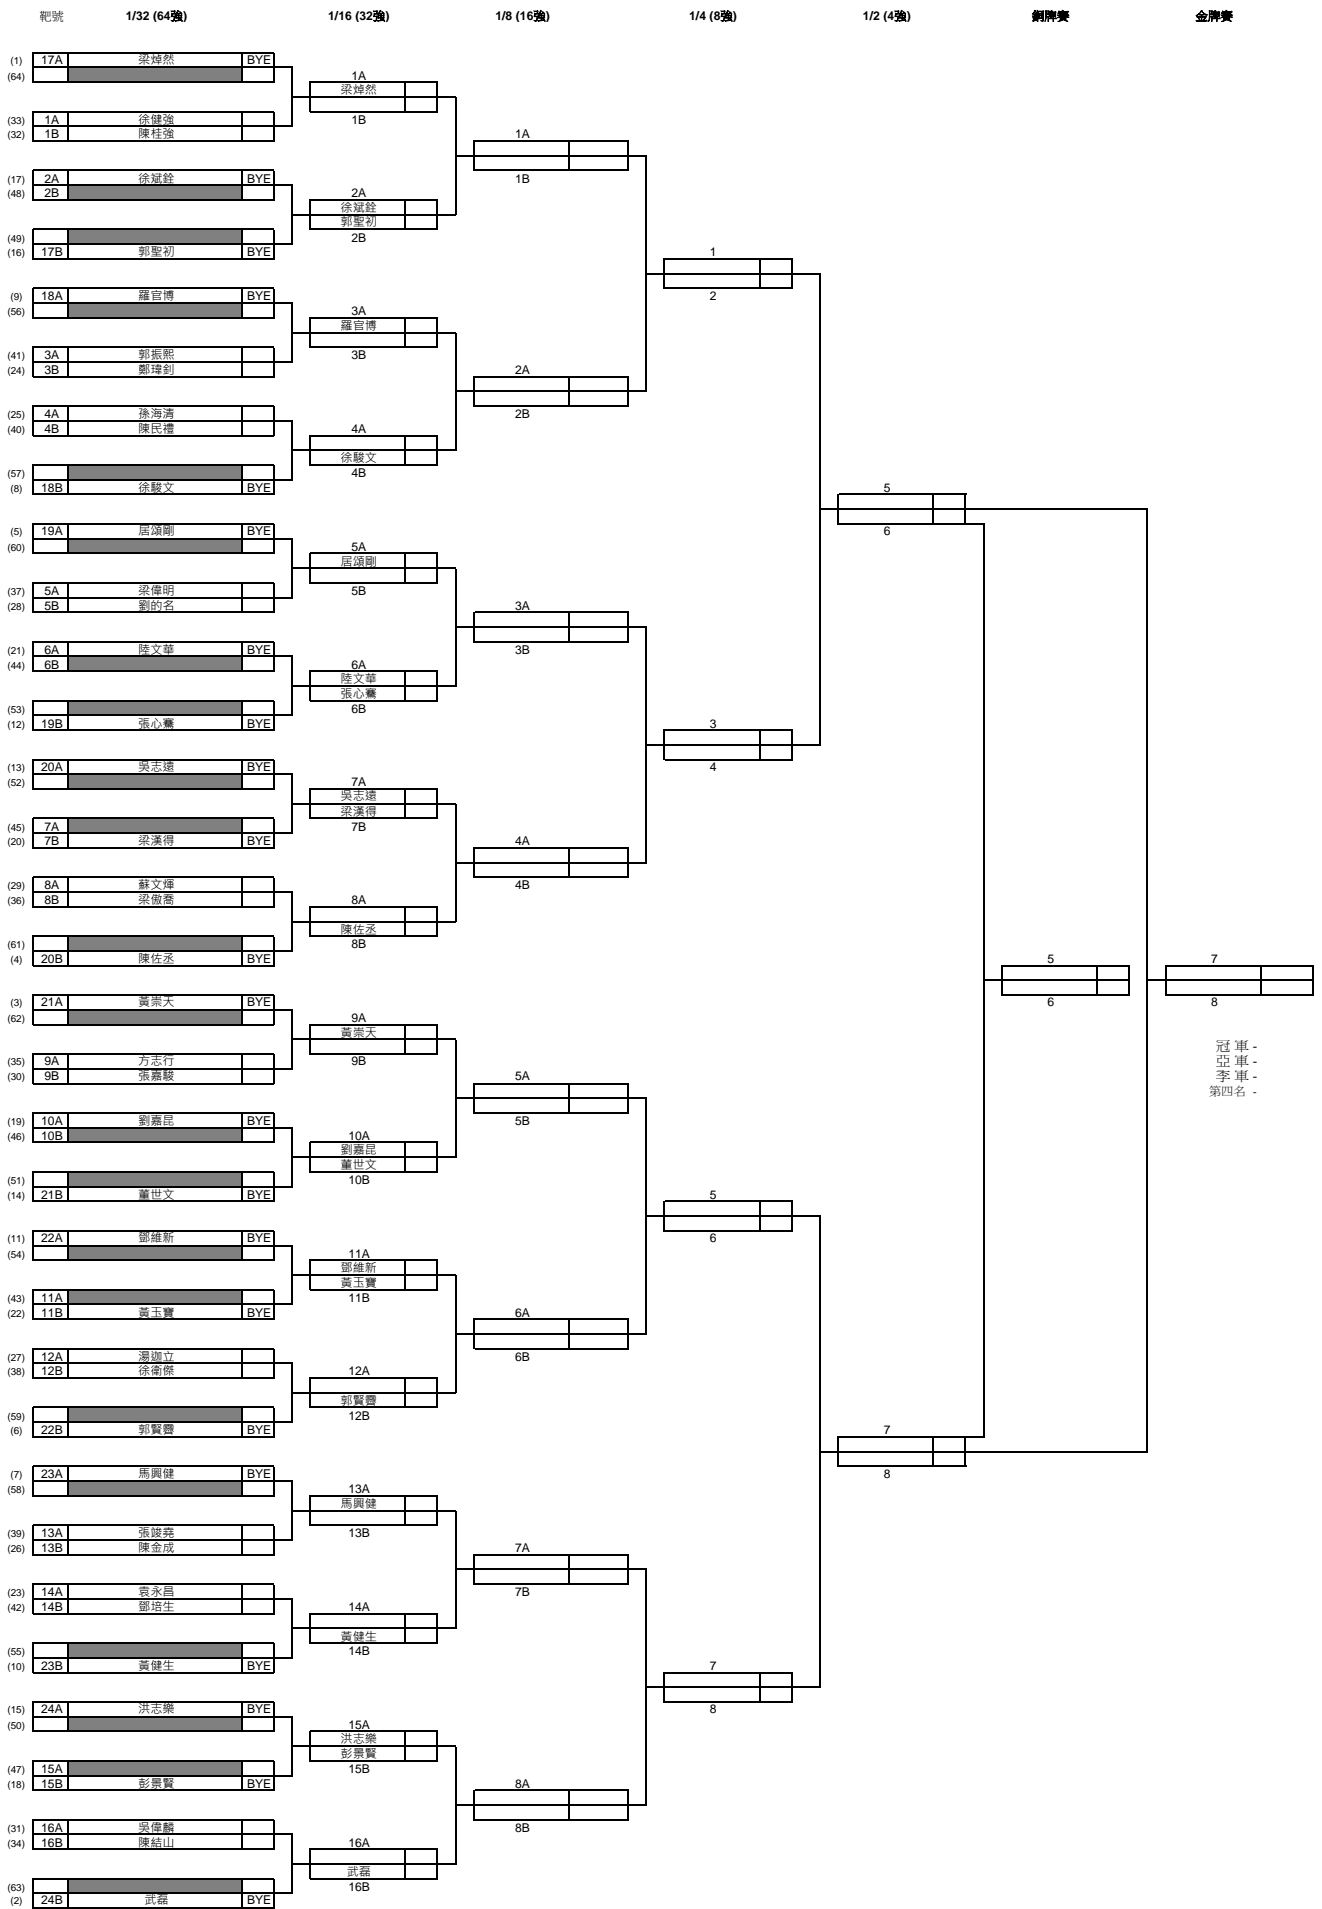 靶號 1/32 (64強) 1/16 (32強) 1/8 (16強) 1/4 (8強) 1/2 (4強) 銅牌賽 金牌賽
(1) 17A 梁焯然 BYE
(64)
1A
梁焯然
1B
(33) 1A 徐健強
(32) 1B 陳桂強
1A
1B
(17) 2A 徐斌銓 BYE
(48) 2B
2A
徐斌銓
郭聖初
2B
(49)
(16) 17B 郭聖初 BYE
1
2
(9) 18A 羅官博 BYE
(56)
3A
羅官博
3B
(41) 3A 郭振熙
(24) 3B 鄭瑋釗
2A
2B
(25) 4A 孫海清
(40) 4B 陳民禮
4A
徐駿文
4B
(57)
(8) 18B 徐駿文 BYE
5
6
(5) 19A 居頌剛 BYE
(60)
5A
居頌剛
5B
(37) 5A 梁偉明
(28) 5B 劉的名
3A
3B
(21) 6A 陸文華 BYE
(44) 6B
6A
陸文華
張心騫
6B
(53)
(12) 19B 張心騫 BYE
3
4
(13) 20A 吳志遠 BYE
(52)
7A
吳志遠
梁漢得
7B
(45) 7A
(20) 7B 梁漢得 BYE
4A
4B
(29) 8A 蘇文煇
(36) 8B 梁傲喬
8A
陳佐丞
8B
(61)
(4) 20B 陳佐丞 BYE
5
6
7
8
(3) 21A 黃崇天 BYE
(62)
9A
黃崇天
9B
冠 軍 -
亞 軍 -
季 軍 -
第四名 -
(35) 9A 方志行
(30) 9B 張嘉駿
5A
5B
(19) 10A 劉嘉昆 BYE
(46) 10B
10A
劉嘉昆
董世文
10B
(51)
(14) 21B 董世文 BYE
5
6
(11) 22A 鄧維新 BYE
(54)
11A
鄧維新
黃玉寶
11B
(43) 11A
(22) 11B 黃玉寶 BYE
6A
6B
(27) 12A 湯迦立
(38) 12B 徐衛傑
12A
郭賢
12B
(59)
(6) 22B 郭賢 BYE
7
8
(7) 23A 馬興健 BYE
(58)
13A
馬興健
13B
(39) 13A 張竣堯
(26) 13B 陳金成
7A
7B
(23) 14A 袁永昌
(42) 14B 鄧培生
14A
黃健生
14B
(55)
(10) 23B 黃健生 BYE
7
8
(15) 24A 洪志樂 BYE
(50)
15A
洪志樂
彭景賢
15B
(47) 15A
(18) 15B 彭景賢 BYE
8A
8B
(31) 16A 吳偉麟
(34) 16B 陳結山
16A
武磊
16B
(63)
(2) 24B 武磊 BYE